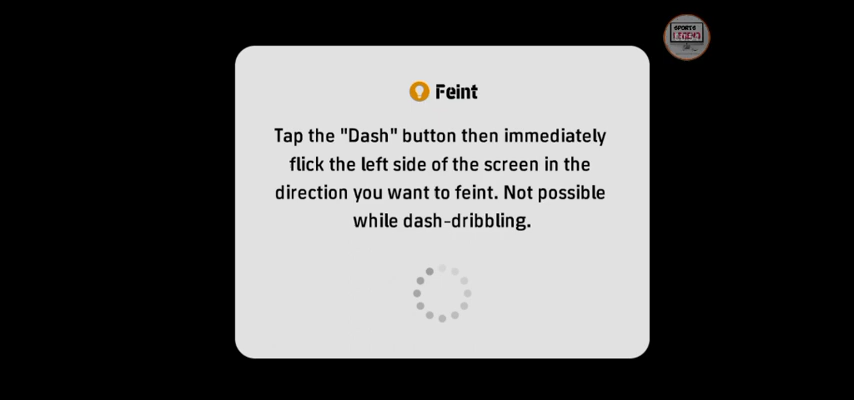 SPORTS
Feint
Tap the "Dash" button then immediately
flick the left side of the screen in the
direction you want to feint. Not possible
while dash-dribbling.